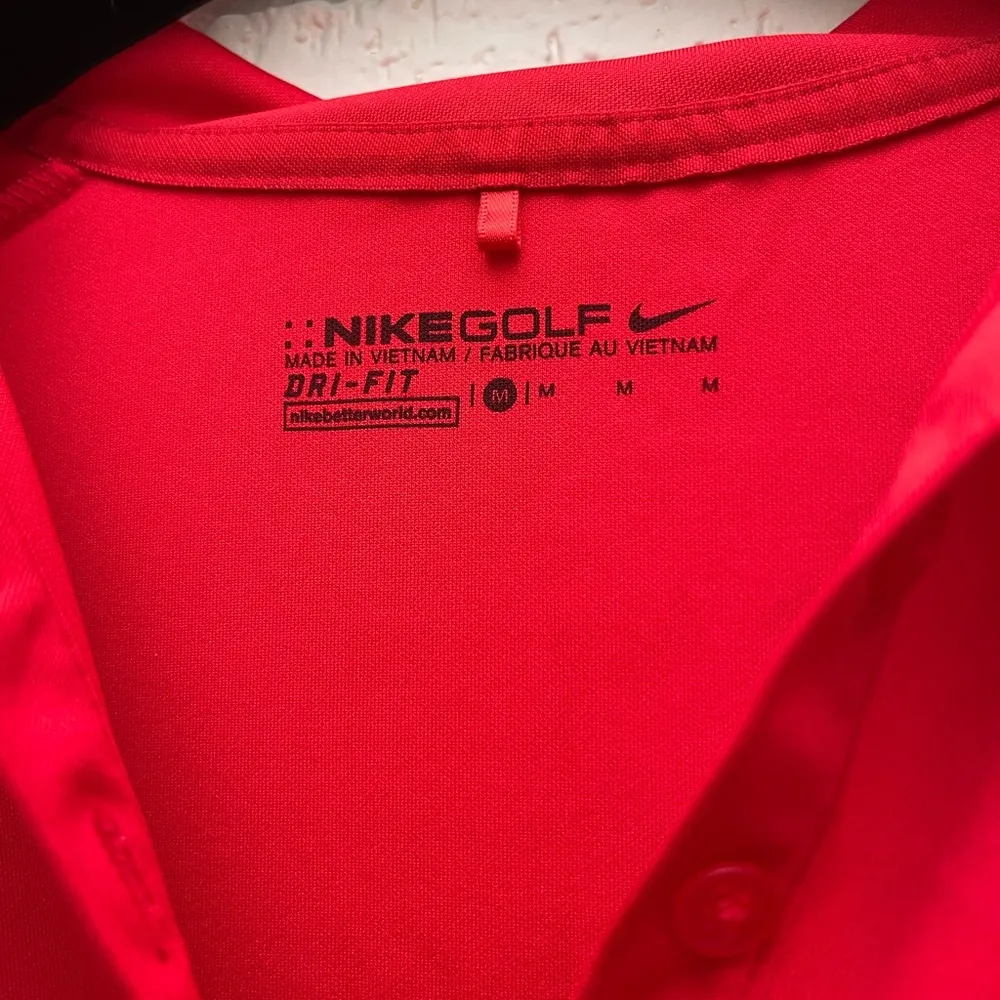 NIKEGOLF
MADE IN VIETNAM / FABRIQUE AU VIETNAM
DRI-FIT
| M | M M M
nikebetterworld.com